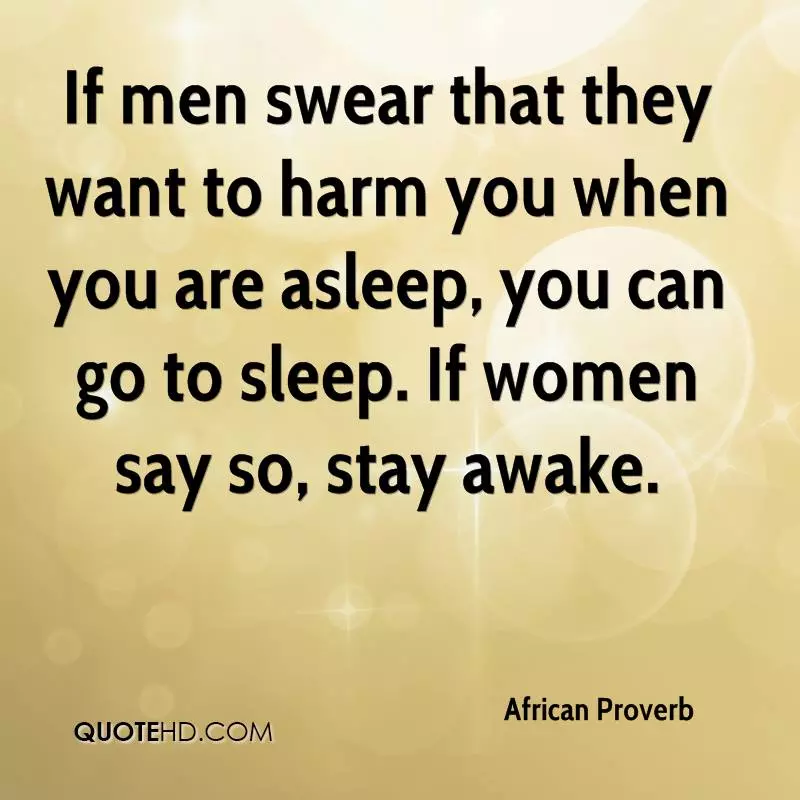 If men swear that they
want to harm you when
you are asleep, you can
go to sleep. If women
say so, stay awake.
African Proverb
QUOTEHD.COM